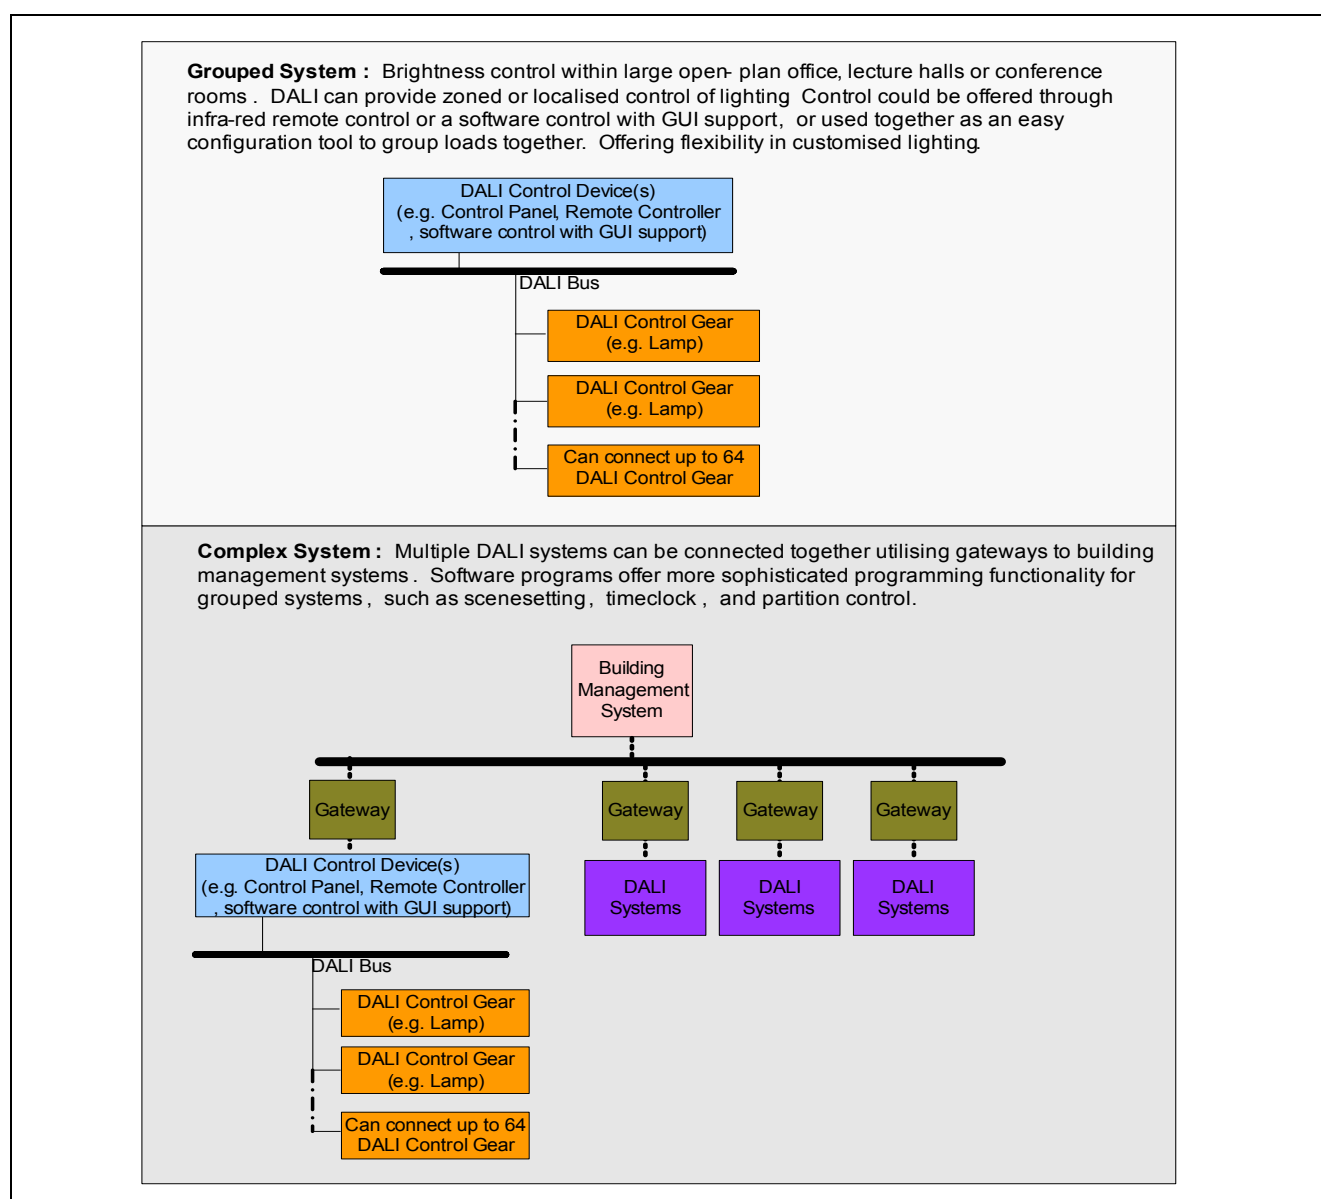 Grouped System : Brightness control within large open- plan office, lecture halls or conference
rooms . DALI can provide zoned or localised control of lighting Control could be offered through
infra-red remote control or a software control with GUI support, or used together as an easy
configuration tool to group loads together. Offering flexibility in customised lighting.
DALI Control Device(s)
(e.g. Control Panel, Remote Controller
, software control with GUI support)
DALI Bus
DALI Control Gear
(e.g. Lamp)
DALI Control Gear
(e.g. Lamp)
Can connect up to 64
DALI Control Gear
Complex System : Multiple DALI systems can be connected together utilising gateways to building
management systems . Software programs offer more sophisticated programming functionality for
grouped systems , such as scenesetting , timeclock , and partition control.
Building
Management
System
Gateway
Gateway
Gateway
Gateway
DALI Control Device(s)
(e.g. Control Panel, Remote Controller
, software control with GUI support)
DALI
Systems
DALI
Systems
DALI
Systems
DALI Bus
DALI Control Gear
(e.g. Lamp)
DALI Control Gear
(e.g. Lamp)
Can connect up to 64
DALI Control Gear